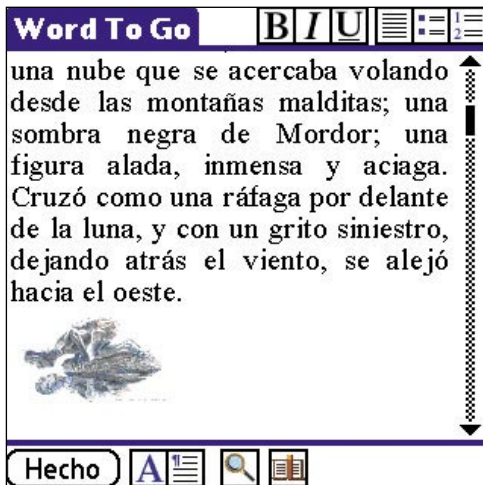 Word To Go B I U
una nube que se acercaba volando
desde las montañas malditas; una
sombra negra de Mordor; una
figura alada, inmensa y aciaga.
Cruzó como una ráfaga por delante
de la luna, y con un grito siniestro,
dejando atrás el viento, se alejó
hacia el oeste.
Hecho A